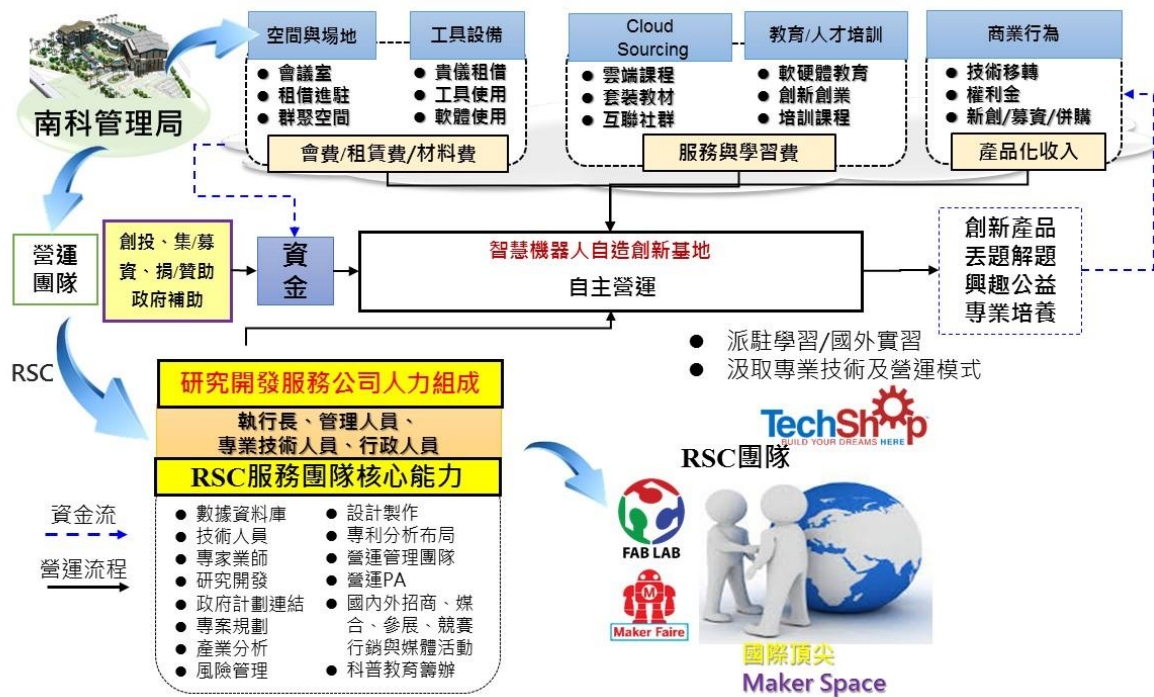 空間與場地
工具設備
Cloud
Sourcing
教育/人才培訓
商業行為
● 會議室
● 租借進駐
● 群聚空間
● 貴儀租借
● 工具使用
● 軟體使用
● 雲端課程
● 套裝教材
● 互聯社群
● 軟硬體教育
● 創新創業
● 培訓課程
● 技術移轉
● 權利金
● 新創/募資/併購
南科管理局
會費/租賃費/材料費
服務與學習費
產品化收入
營運
團隊
創投、集/募
資、捐/贊助
政府補助
資
金
智慧機器人自造創新基地
自主營運
創新產品
丟題解題
興趣公益
專業培養
● 派駐學習/國外實習
● 汲取專業技術及營運模式
RSC
研究開發服務公司人力組成
執行長、管理人員、
專業技術人員、行政人員
RSC服務團隊核心能力
● 數據資料庫
● 技術人員
● 專家業師
● 研究開發
● 政府計劃連結
● 專案規劃
● 產業分析
● 風險管理
● 設計製作
● 專利分析布局
● 營運管理團隊
● 營運PA
● 國內外招商、媒
合、參展、競賽
行銷與媒體活動
● 科普教育籌辦
資金流
營運流程
TechShop
BUILD YOUR DREAMS HERE
RSC團隊
FAB LAB
M
Maker Faire
國際頂尖
Maker Space